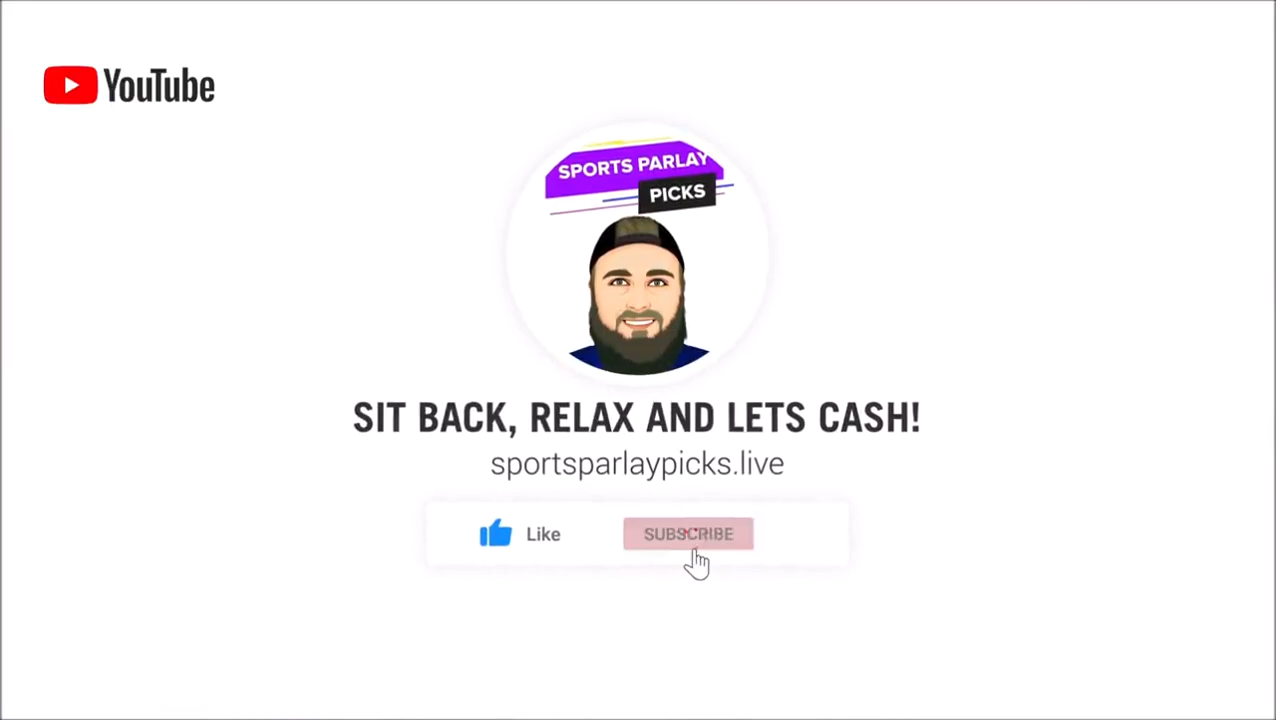 YouTube
SPORTS PARLAY
PICKS
SIT BACK, RELAX AND LETS CASH!
sportsparlaypicks.live
Like
SUBSCRIBE